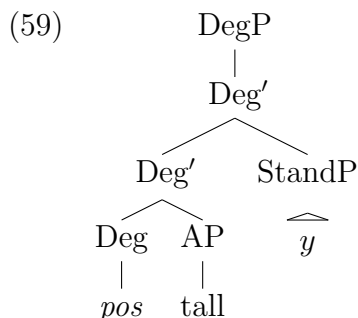 (59) DegP
Deg′
Deg′ StandP
Deg AP y
pos tall